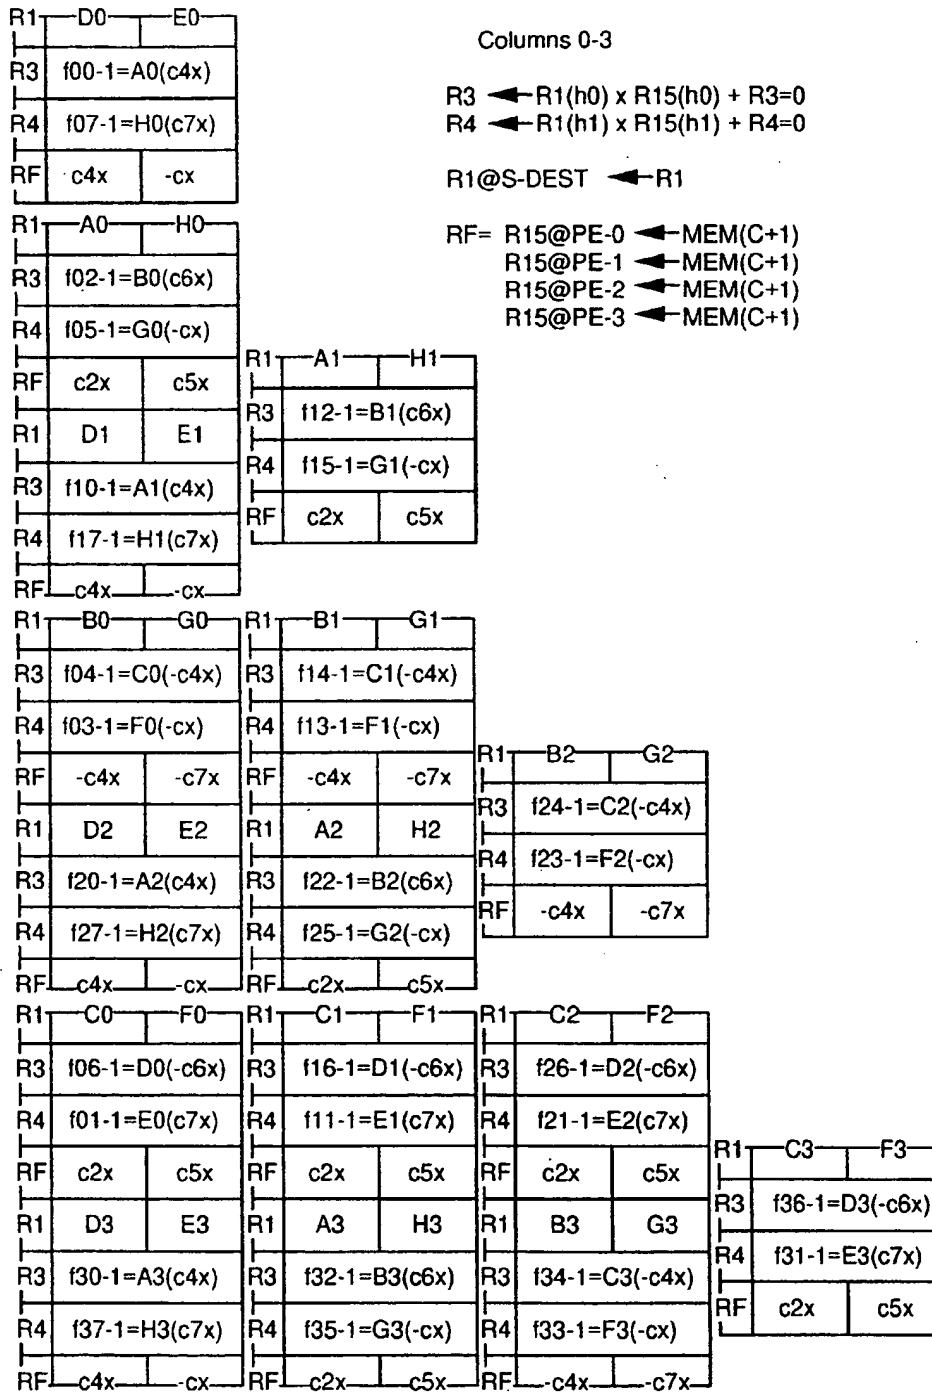 Columns 0-3
R3 ← R1(h0) x R15(h0) + R3=0
R4 ← R1(h1) x R15(h1) + R4=0
R1@S-DEST ← R1
RF= R15@PE-0 ← MEM(C+1)
R15@PE-1 ← MEM(C+1)
R15@PE-2 ← MEM(C+1)
R15@PE-3 ← MEM(C+1)
R1 D0 E0
R3 f00-1=A0(c4x)
R4 f07-1=H0(c7x)
RF c4x -cx
R1 A0 H0
R3 f02-1=B0(c6x)
R4 f05-1=G0(-cx)
RF c2x c5x
R1 D1 E1
R3 f10-1=A1(c4x)
R4 f17-1=H1(c7x)
RF c4x -cx
R1 A1 H1
R3 f12-1=B1(c6x)
R4 f15-1=G1(-cx)
RF c2x c5x
R1 B0 G0
R3 f04-1=C0(-c4x)
R4 f03-1=F0(-cx)
RF -c4x -c7x
R1 D2 E2
R3 f20-1=A2(c4x)
R4 f27-1=H2(c7x)
RF c4x -cx
R1 B1 G1
R3 f14-1=C1(-c4x)
R4 f13-1=F1(-cx)
RF -c4x -c7x
R1 A2 H2
R3 f22-1=B2(c6x)
R4 f25-1=G2(-cx)
RF c2x c5x
R1 B2 G2
R3 f24-1=C2(-c4x)
R4 f23-1=F2(-cx)
RF -c4x -c7x
R1 C0 F0
R3 f06-1=D0(-c6x)
R4 f01-1=E0(c7x)
RF c2x c5x
R1 D3 E3
R3 f30-1=A3(c4x)
R4 f37-1=H3(c7x)
RF c4x -cx
R1 C1 F1
R3 f16-1=D1(-c6x)
R4 f11-1=E1(c7x)
RF c2x c5x
R1 A3 H3
R3 f32-1=B3(c6x)
R4 f35-1=G3(-cx)
RF c2x c5x
R1 C2 F2
R3 f26-1=D2(-c6x)
R4 f21-1=E2(c7x)
RF c2x c5x
R1 B3 G3
R3 f34-1=C3(-c4x)
R4 f33-1=F3(-cx)
RF -c4x -c7x
R1 C3 F3
R3 f36-1=D3(-c6x)
R4 f31-1=E3(c7x)
RF c2x c5x